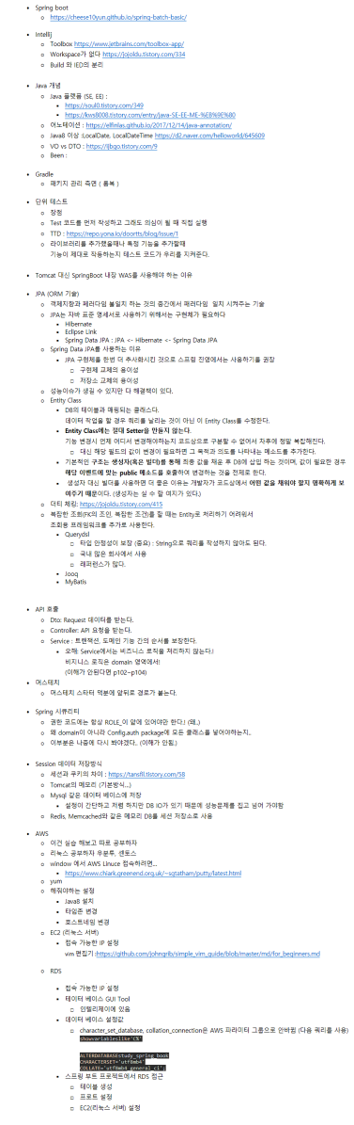 Spring boot
https://cheese10yun.github.io/spring-batch-basic/
Intellij
Toolbox https://www.jetbrains.com/toolbox-app/
Workspace가 없다 https://jojoldu.tistory.com/334
Build 와 IED의 분리
Java 개념
Java 플랫폼 (SE, EE) :
https://soul0.tistory.com/349
https://kws8008.tistory.com/entry/java-SE-EE-ME-%EB%9E%80
어노테이션 : https://elfinlas.github.io/2017/12/14/java-annotation/
Java8 이상 :LocalDate, LocalDateTime https://d2.naver.com/helloworld/645609
VO vs DTO : https://ijbgo.tistory.com/9
Been :
Gradle
패키지 관리 측면 ( 롬복 )
단위 테스트
장점
Test 코드를 먼저 작성하고 그래도 의심이 될 때 직접 실행
TTD : https://repo.yona.io/doortts/blog/issue/1
라이브러리를 추가했을때나 특정 기능을 추가할때
기능이 제대로 작동하는지 테스트 코드가 우리를 지켜준다.
Tomcat 대신 SpringBoot 내장 WAS를 사용해야 하는 이유
JPA (ORM 기술)
객체지향과 패러다임 불일치 하는 것의 중간에서 패러다임 일치 시켜주는 기술
JPA는 자바 표준 명세서로 사용하기 위해서는 구현체가 필요하다
Hibernate
Eclipse Link
Spring Data JPA : JPA <- Hibernate <- Spring Data JPA
Spring Data JPA를 사용하는 이유
JPA 구현체를 한번 더 추사화시킨 것으로 스프링 진영에서는 사용하기를 권장
구현체 교체의 용이성
저장소 교체의 용이성
성능이슈가 생길 수 있지만 다 해결책이 있다.
Entity Class
DB의 테이블과 매핑되는 클래스다.
데이터 작업을 할 경우 쿼리를 날리는 것이 아닌 이 Entity Class를 수정한다.
Entity Class에는 절대 Setter을 만들지 않는다.
기능 변경시 언제 어디서 변경해야하는지 코드상으로 구분할 수 없어서 차후에 정말 복잡해진다.
대신 해당 필드의 값이 변경이 필요하면 그 목적과 의도를 나타내는 메소드를 추가한다.
기본적인 구조는 생성자(혹은 빌더)를 통해 최종 값을 채운 후 DB에 삽입 하는 것이며, 값이 필요한 경우
해당 이벤트에 맞는 public 메소드를 호출하여 변경하는 것을 전제로 한다.
생성자 대신 빌더를 사용하면 더 좋은 이유는 개발자가 코드상에서 어떤 값을 채워야 할지 명확하게 보
여주기 때문이다. (생성자는 실 수 할 여지가 있다.)
더티 체킹: https://jojoldu.tistory.com/415
복잡한 조회(FK의 조인, 복잡한 조건)를 할 때는 Entity로 처리하기 어려워서
조회용 프레임워크를 추가로 사용한다.
Querydsl
타입 안정성이 보장 (중요) : String으로 쿼리를 작성하지 않아도 된다.
국내 많은 회사에서 사용
레퍼런스가 많다.
Jooq
MyBatis
API 호출
Dto: Request 데이터를 받는다.
Controller: API 요청을 받는다.
Service : 트랜잭션, 도메인 기능 간의 순서를 보장한다.
오해: Service에서는 비즈니스 로직을 처리하지 않는다.!
비지니스 로직은 domain 영역에서!
(이해가 안된다면 p102~p104)
머스테치
머스테치 스타터 덕분에 앞뒤로 경로가 붙는다.
Spring 시큐리티
권한 코드에는 항상 ROLE_이 앞에 있어야만 한다.! (왜..)
왜 domain이 아니라 Config.auth package에 모든 클래스를 넣어야하는지..
이부분은 나중에 다시 봐야겠다.. (이해가 안됨.)
Session 데이터 저장방식
세션과 쿠키의 차이 : https://tansfil.tistory.com/58
Tomcat의 메모리 (기본방식...)
Mysql 같은 데이터 베이스에 저장
설정이 간단하고 저렴 하지만 DB IO가 있기 때문에 성능문제를 집고 넘어 가야함
Redis, Memcached와 같은 메모리 DB를 세션 저장소로 사용
AWS
이건 실습 해보고 따로 공부하자
리눅스 공부하자 우분투, 센토스
window 에서 AWS Linuxe 접속하려면...
https://www.chiark.greenend.org.uk/~sgtatham/putty/latest.html
yum
해줘야하는 설정
Java8 설치
타임존 변경
호스트네임 변경
EC2 (리눅스 서버)
접속 가능한 IP 설정
vim 편집기 :https://github.com/johngrib/simple_vim_guide/blob/master/md/for_beginners.md
RDS
접속 가능한 IP 설정
테이터 베이스 GUI Tool
인텔리제이에 있음
데이터 베이스 설정값
character_set_database, collation_connection은 AWS 파라미터 그룹으로 안바뀜 (다음 쿼리를 사용)
showvariableslike'c%'
ALTERDATABASEstudy_spring_book
CHARACTERSET='utf8mb4'
COLLATE='utf8mb4_general_ci';
스프링 부트 프로젝트에서 RDS 접근
테이블 생성
프로트 설정
EC2(리눅스 서버) 설정